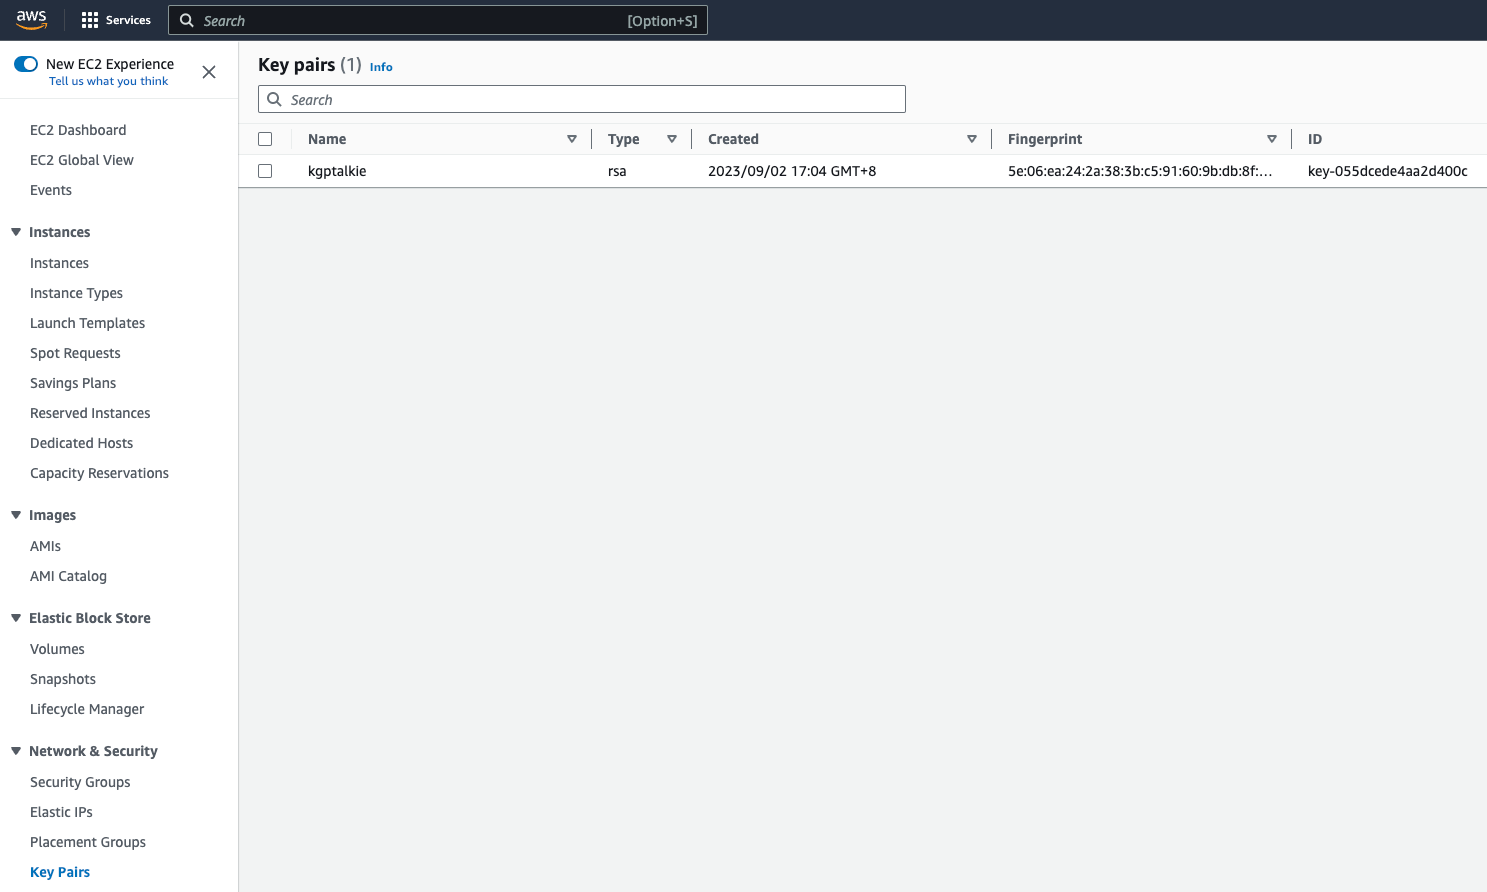 aws Services Search [Option+S]
New EC2 Experience
Tell us what you think
EC2 Dashboard
EC2 Global View
Events
Instances
Instances
Instance Types
Launch Templates
Spot Requests
Savings Plans
Reserved Instances
Dedicated Hosts
Capacity Reservations
Images
AMIs
AMI Catalog
Elastic Block Store
Volumes
Snapshots
Lifecycle Manager
Network & Security
Security Groups
Elastic IPs
Placement Groups
Key Pairs
Key pairs (1) Info
Search
Name Type Created Fingerprint ID
kgptalkie rsa 2023/09/02 17:04 GMT+8 5e:06:ea:24:2a:38:3b:c5:91:60:9b:db:8f:... key-055dcede4aa2d400c